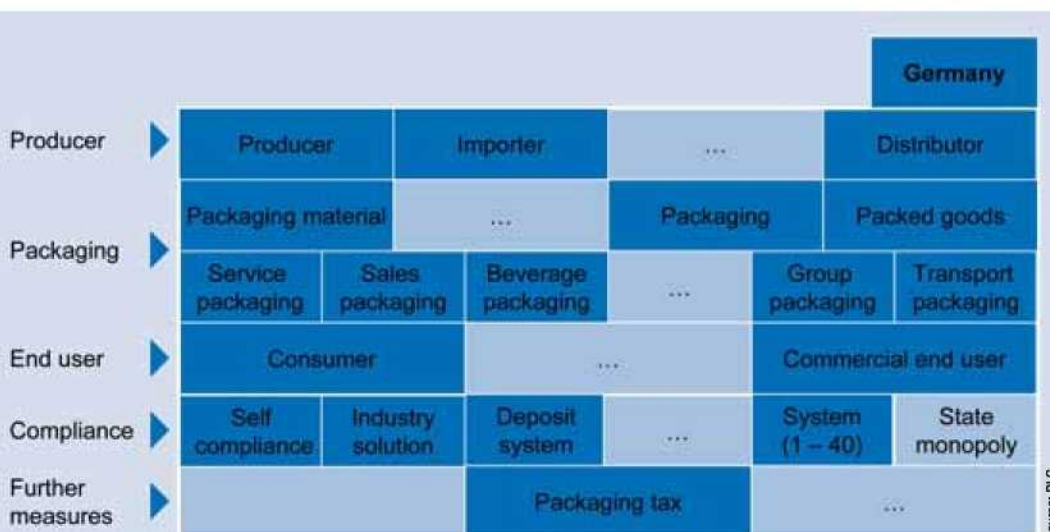 Germany
Producer
Producer
Importer
...
Distributor
Packaging
Packaging material
...
Packaging
Packed goods
Service
packaging
Sales
packaging
Beverage
packaging
...
Group
packaging
Transport
packaging
End user
Consumer
...
Commercial end user
Compliance
Self
compliance
Industry
solution
Deposit
system
...
System
(1 – 40)
State
monopoly
Further
measures
Packaging tax
...